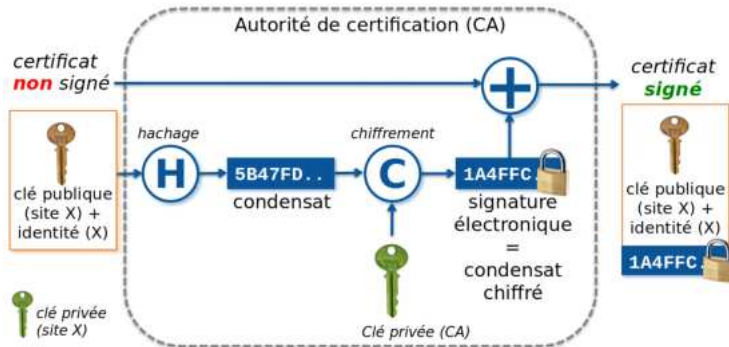 Autorité de certification (CA)
certificat
non signé
certificat
signé
hachage
chiffrement
+
H
5B47FD..
C
1A4FFC.
condensat
signature
électronique
=
condensat
chiffré
clé publique
(site X) +
identité (X)
clé publique
(site X) +
identité (X)
1A4FFC.
clé privée
(site X)
Clé privée (CA)